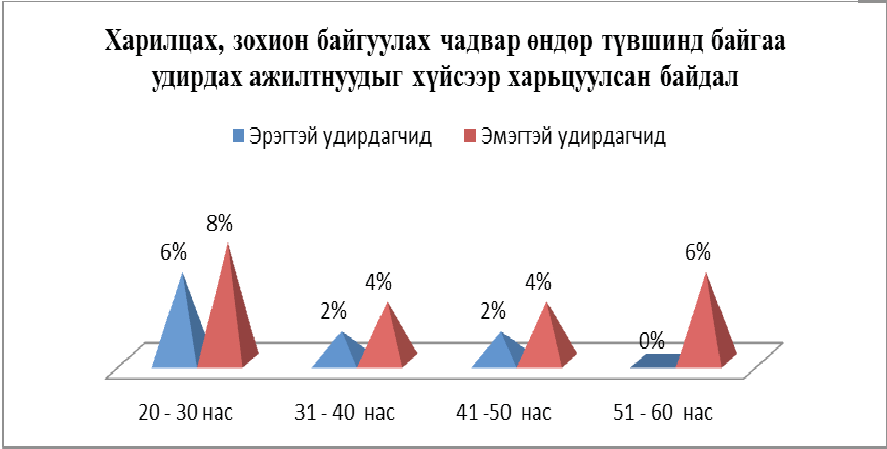 Харилцах, зохион байгуулах чадвар өндөр түвшинд байгаа
удирдах ажилтнуудыг хүйсээр харьцуулсан байдал
Эрэгтэй удирдагчид Эмэгтэй удирдагчид
6% 8% 2% 4% 2% 4% 0% 6%
20 - 30 нас 31 - 40 нас 41 -50 нас 51 - 60 нас